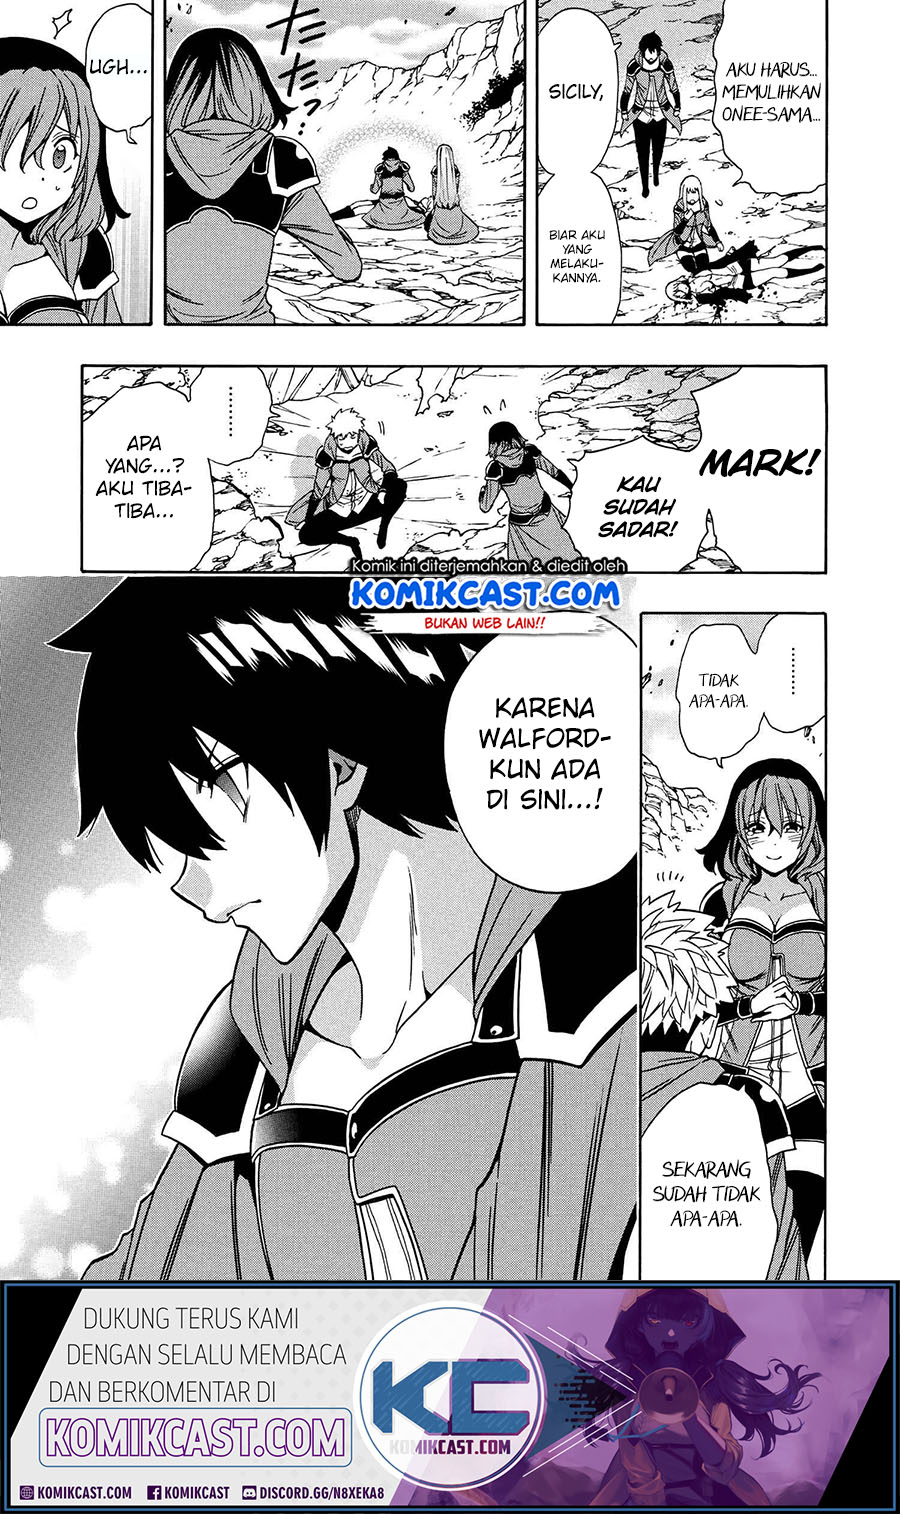 AKU HARUS...
MEMULIHKAN
ONEE-SAMA...
SICILY,
BIAR AKU
YANG
MELAKU-
KANNYA.
UGH...
MARK!
KAU
SUDAH
SADAR!
.........
APA
YANG...?
AKU TIBA-
TIBA...
Komik ini diterjemahkan & diedit oleh
KOMIKCAST.COM
BUKAN WEB LAIN!!
.........
TIDAK
APA-APA.
SEKARANG
SUDAH TIDAK
APA-APA.
KARENA
WALFORD-
KUN ADA
DI SINI...!
DUKUNG TERUS KAMI
DENGAN SELALU MEMBACA
DAN BERKOMENTAR DI
KOMIKCAST.COM
KOMIKCAST.COM
KOMIKCAST
DISCORD.GG/N8XEKA8
KC
KOMIKCAST.COM